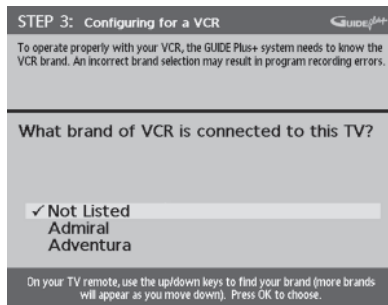 STEP 3: Configuring for a VCR GUIDE Plus+
To operate properly with your VCR, the GUIDE Plus+ system needs to know the
VCR brand. An incorrect brand selection may result in program recording errors.
What brand of VCR is connected to this TV?
✓ Not Listed
Admiral
Adventura
On your TV remote, use the up/down keys to find your brand (more brands
will appear as you move down). Press OK to choose.